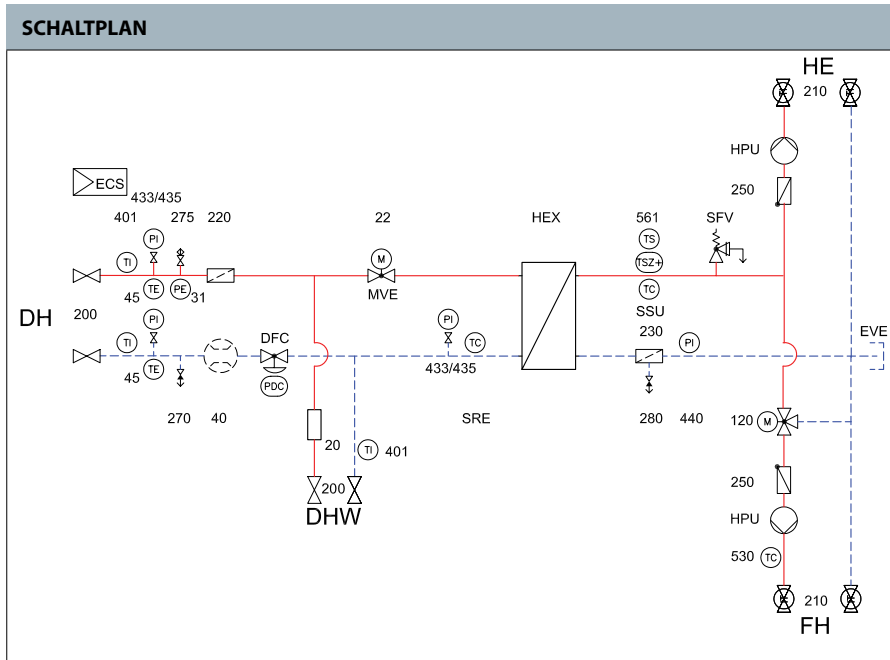 SCHALTPLAN
HE
210
HPU
250
ECS
433/435
401 275 220 22 HEX 561 SFV
PI M TS
TI TSZ+
45 TE PE 31 MVE TC
DH 200 SSU
PI DFC PI 230 EVE
TI TC PI
45 TE PDC 433/435
270 40 SRE 280 440 120 M
20 TI 401
250
200
DHW
HPU
530 TC
210
FH